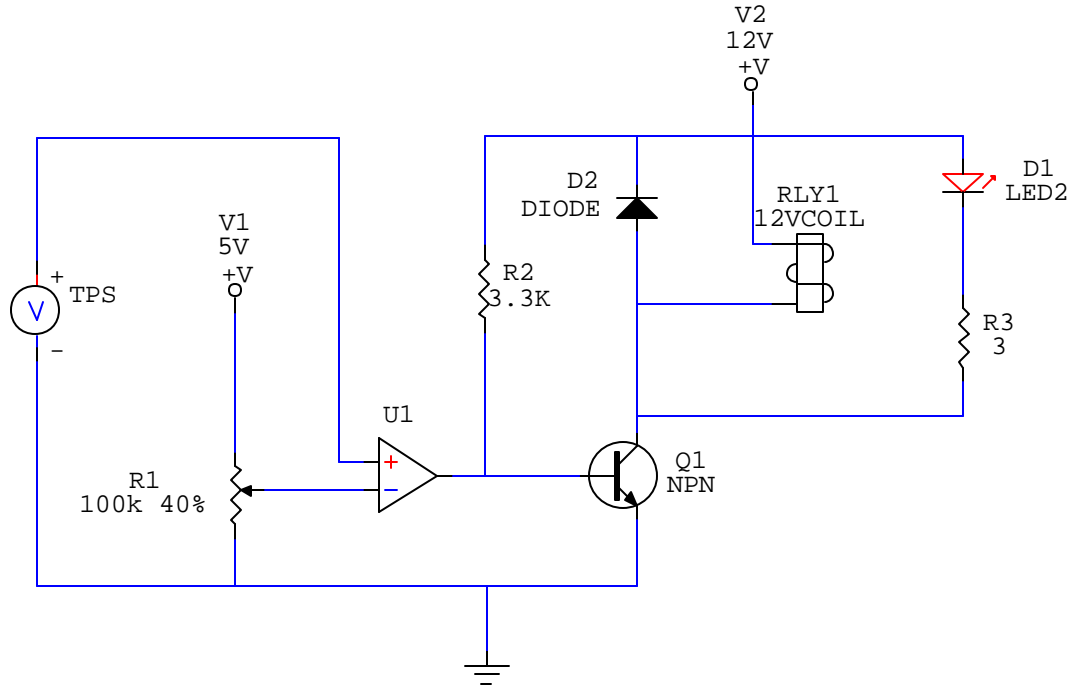 V2
12V
+V
D2
DIODE
RLY1
12VCOIL
D1
LED2
V1
5V
+V
+
V
TPS
−
R2
3.3K
R3
3
U1
+
−
R1
100k 40%
Q1
NPN